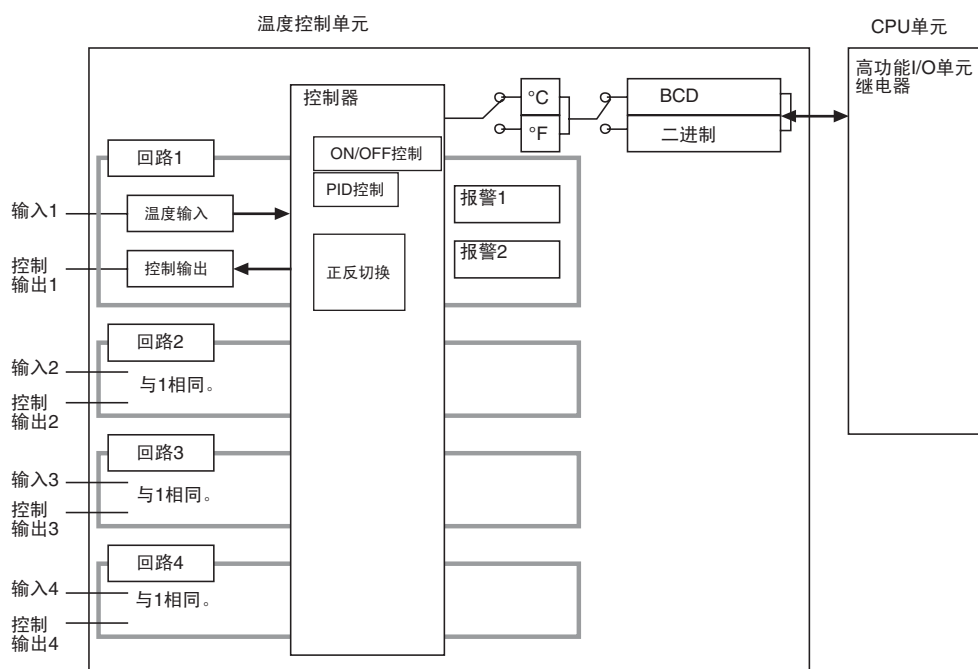 温度控制单元
CPU单元
控制器
°C
°F
BCD
二进制
高功能I/O单元
继电器
回路1
ON/OFF控制
PID控制
输入1
温度输入
报警1
控制
输出1
控制输出
正反切换
报警2
回路2
输入2
与1相同。
控制
输出2
回路3
输入3
与1相同。
控制
输出3
回路4
输入4
与1相同。
控制
输出4